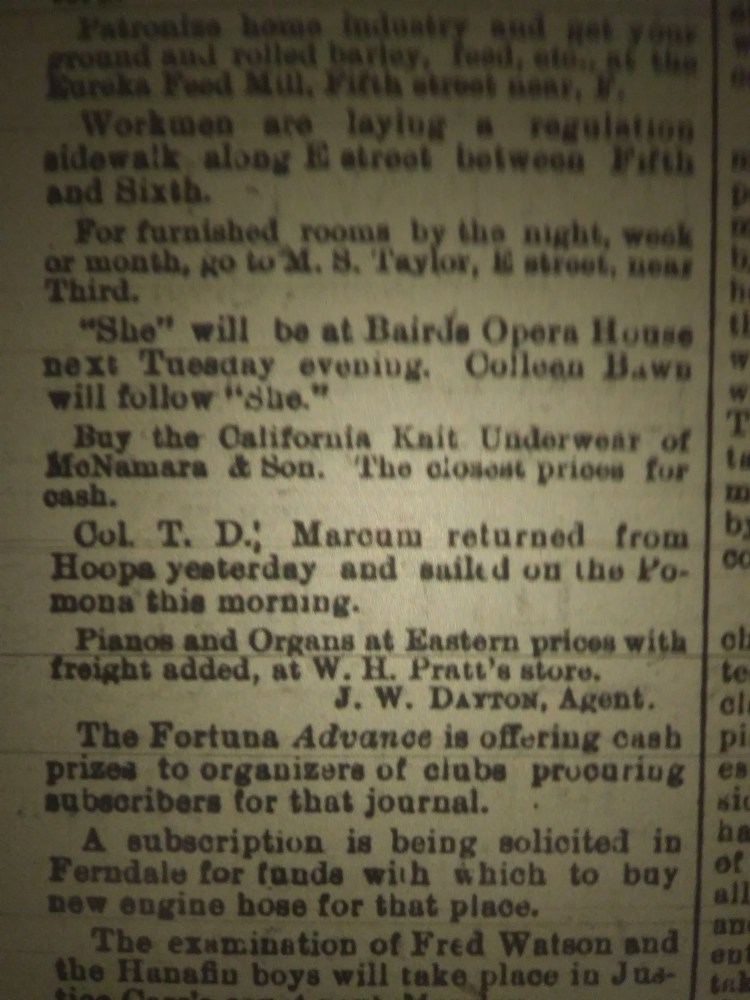 Patronise home industry and get your
ground and rolled barley, feed, etc., at the
Eureka Feed Mill, Fifth street near, F.
Workmen are laying a regulation
sidewalk along E street between Fifth
and Sixth.
For furnished rooms by the night, week
or month, go to M. S. Taylor, E street, near
Third.
"She" will be at Bairds Opera House
next Tuesday evening. Colleen Bawn
will follow "She."
Buy the California Knit Underwear of
McNamara & Son. The closest prices for
cash.
Col. T. D.; Marcum returned from
Hoopa yesterday and sailed on the Po-
mona this morning.
Pianos and Organs at Eastern prices with
freight added, at W. H. Pratt's store.
J. W. DAYTON, Agent.
The Fortuna Advance is offering cash
prizes to organizers of clubs procuring
subscribers for that journal.
A subscription is being solicited in
Ferndale for funds with which to buy
new engine hose for that place.
The examination of Fred Watson and
the Hanafin boys will take place in Jus-